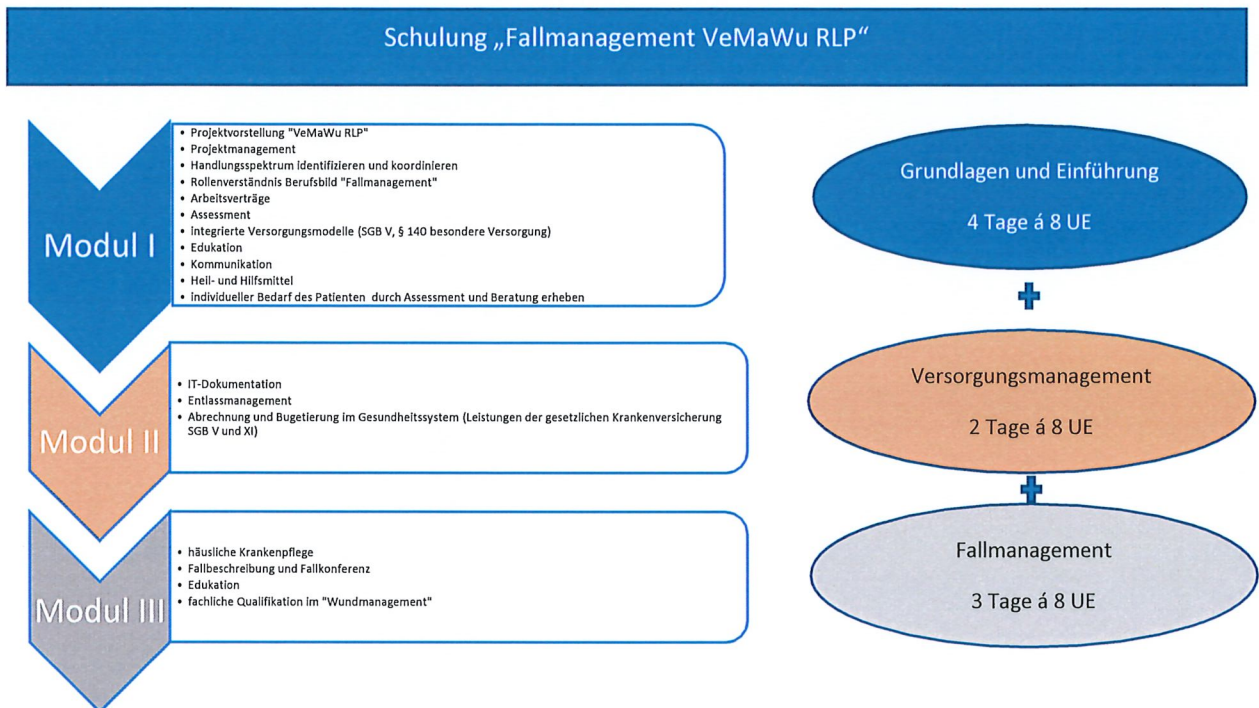 Schulung „Fallmanagement VeMaWu RLP“
Modul I
• Projektvorstellung "VeMaWu RLP"
• Projektmanagement
• Handlungsspektrum identifizieren und koordinieren
• Rollenverständnis Berufsbild "Fallmanagement"
• Arbeitsverträge
• Assessment
• integrierte Versorgungsmodelle (SGB V, § 140 besondere Versorgung)
• Edukation
• Kommunikation
• Heil- und Hilfsmittel
• individueller Bedarf des Patienten durch Assessment und Beratung erheben
Grundlagen und Einführung
4 Tage á 8 UE
Modul II
• IT-Dokumentation
• Entlassmanagement
• Abrechnung und Bugetierung im Gesundheitssystem (Leistungen der gesetzlichen Krankenversicherung
SGB V und XI)
Versorgungsmanagement
2 Tage á 8 UE
Modul III
• häusliche Krankenpflege
• Fallbeschreibung und Fallkonferenz
• Edukation
• fachliche Qualifikation im "Wundmanagement"
Fallmanagement
3 Tage á 8 UE